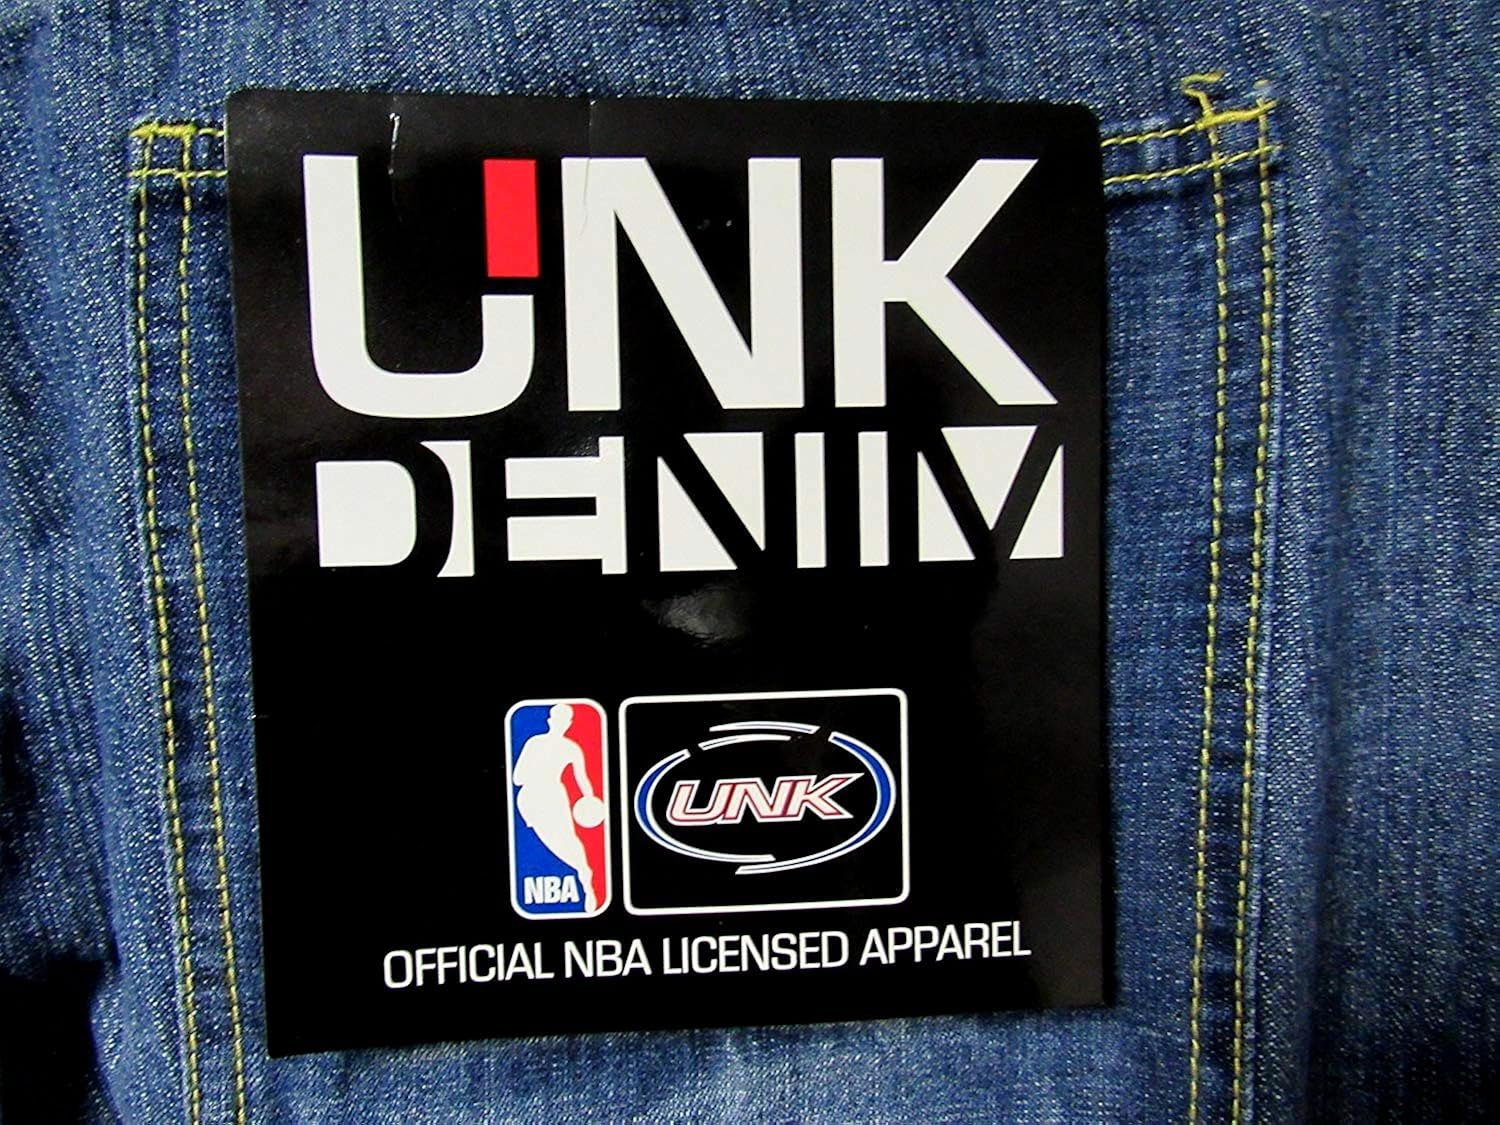 UNK
DENIM
NBA
UNK
OFFICIAL NBA LICENSED APPAREL